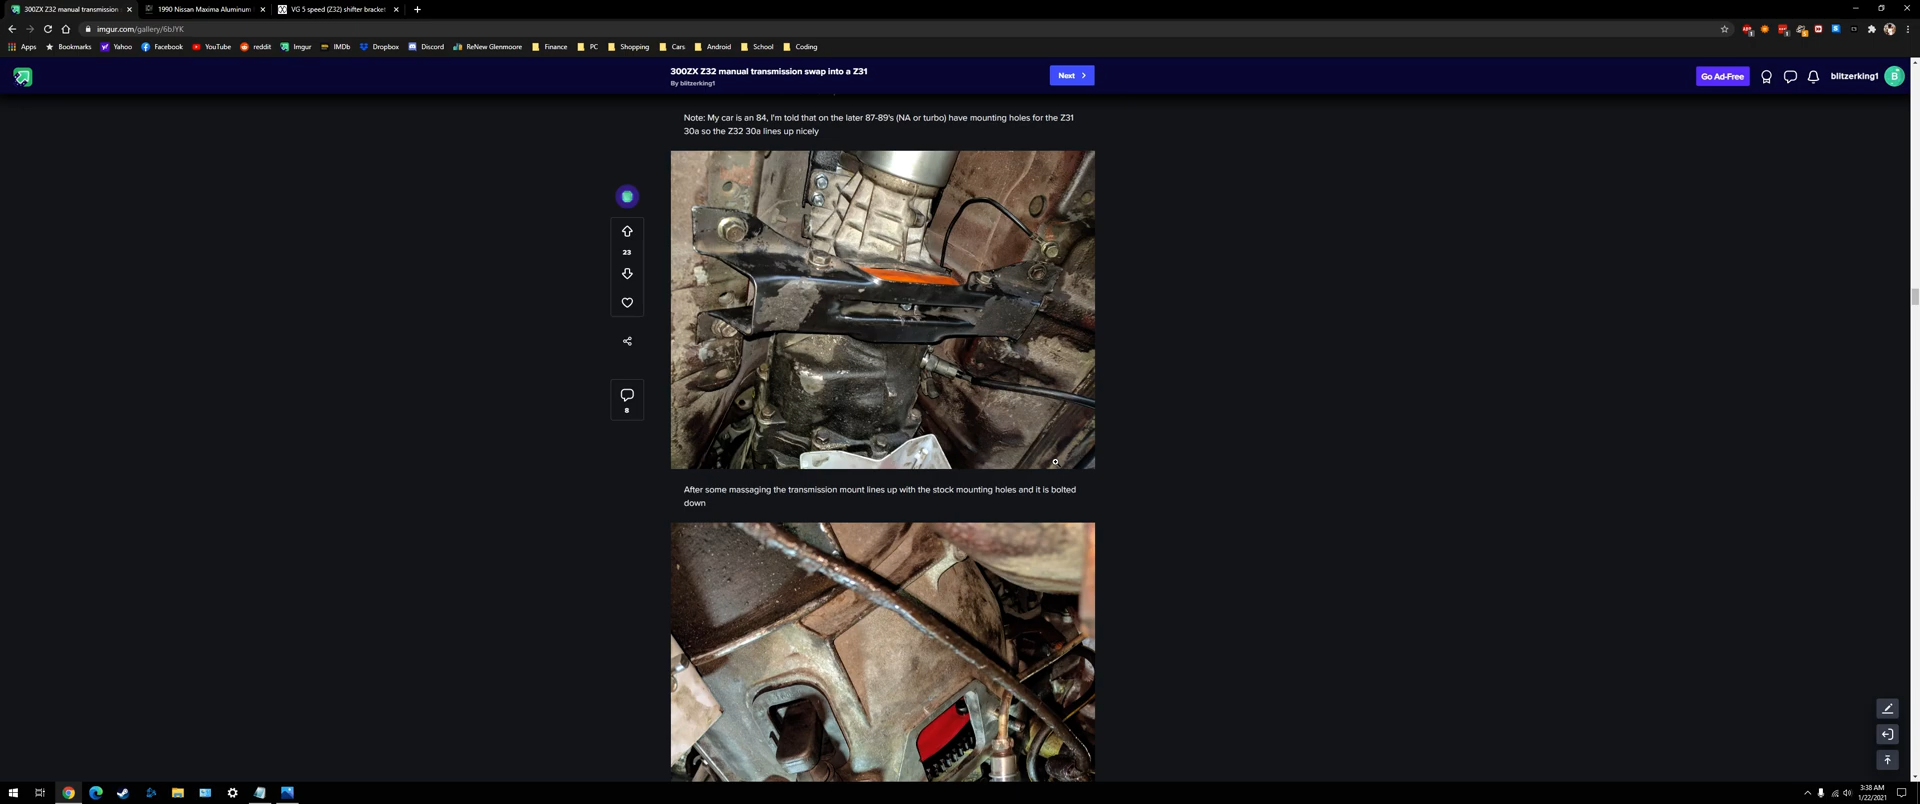 300ZX Z32 manual transmission
1990 Nissan Maxima Aluminum
VG 5 speed (Z32) shifter bracket
imgur.com/gallery/6bJYK
Apps
Bookmarks
Yahoo
Facebook
YouTube
reddit
Imgur
IMDb
Dropbox
Discord
ReNew Glenmoore
Finance
PC
Shopping
Cars
Android
School
Coding
300ZX Z32 manual transmission swap into a Z31
By blitzerking1
Next
Go Ad-Free
blitzerking1
B
Note: My car is an 84, I'm told that on the later 87-89's (NA or turbo) have mounting holes for the Z31
30a so the Z32 30a lines up nicely
23
8
After some massaging the transmission mount lines up with the stock mounting holes and it is bolted
down
3:38 AM
1/22/2021